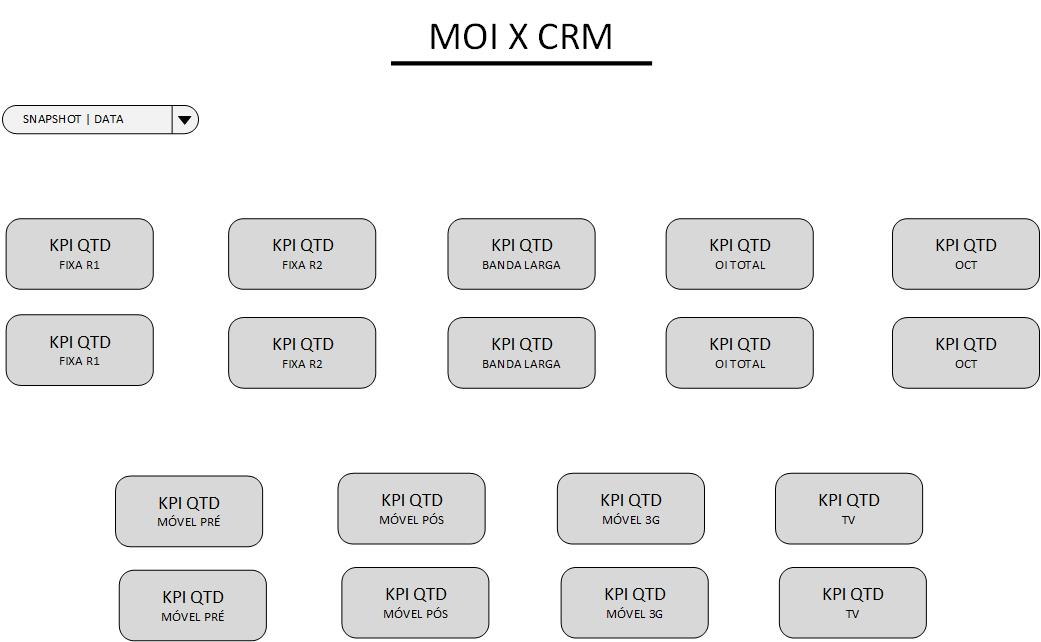 MOI X CRM
SNAPSHOT | DATA
KPI QTD
FIXA R1
KPI QTD
FIXA R2
KPI QTD
BANDA LARGA
KPI QTD
OI TOTAL
KPI QTD
OCT
KPI QTD
FIXA R1
KPI QTD
FIXA R2
KPI QTD
BANDA LARGA
KPI QTD
OI TOTAL
KPI QTD
OCT
KPI QTD
MÓVEL PRÉ
KPI QTD
MÓVEL PÓS
KPI QTD
MÓVEL 3G
KPI QTD
TV
KPI QTD
MÓVEL PRÉ
KPI QTD
MÓVEL PÓS
KPI QTD
MÓVEL 3G
KPI QTD
TV